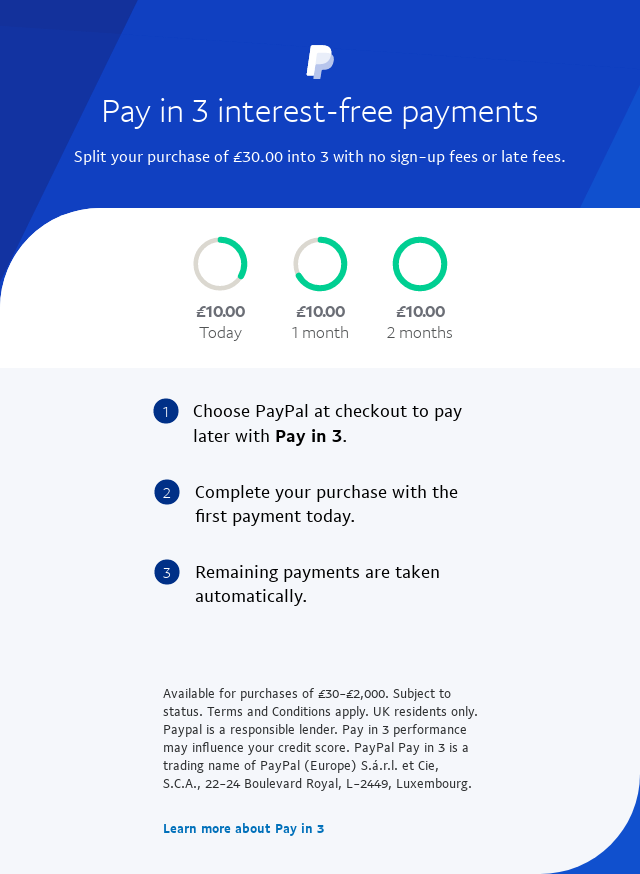 Pay in 3 interest-free payments
Split your purchase of £30.00 into 3 with no sign-up fees or late fees.
£10.00 £10.00 £10.00
Today 1 month 2 months
1 Choose PayPal at checkout to pay
later with Pay in 3.
2 Complete your purchase with the
first payment today.
3 Remaining payments are taken
automatically.
Available for purchases of £30-£2,000. Subject to
status. Terms and Conditions apply. UK residents only.
Paypal is a responsible lender. Pay in 3 performance
may influence your credit score. PayPal Pay in 3 is a
trading name of PayPal (Europe) S.á.r.l. et Cie,
S.C.A., 22-24 Boulevard Royal, L-2449, Luxembourg.
Learn more about Pay in 3